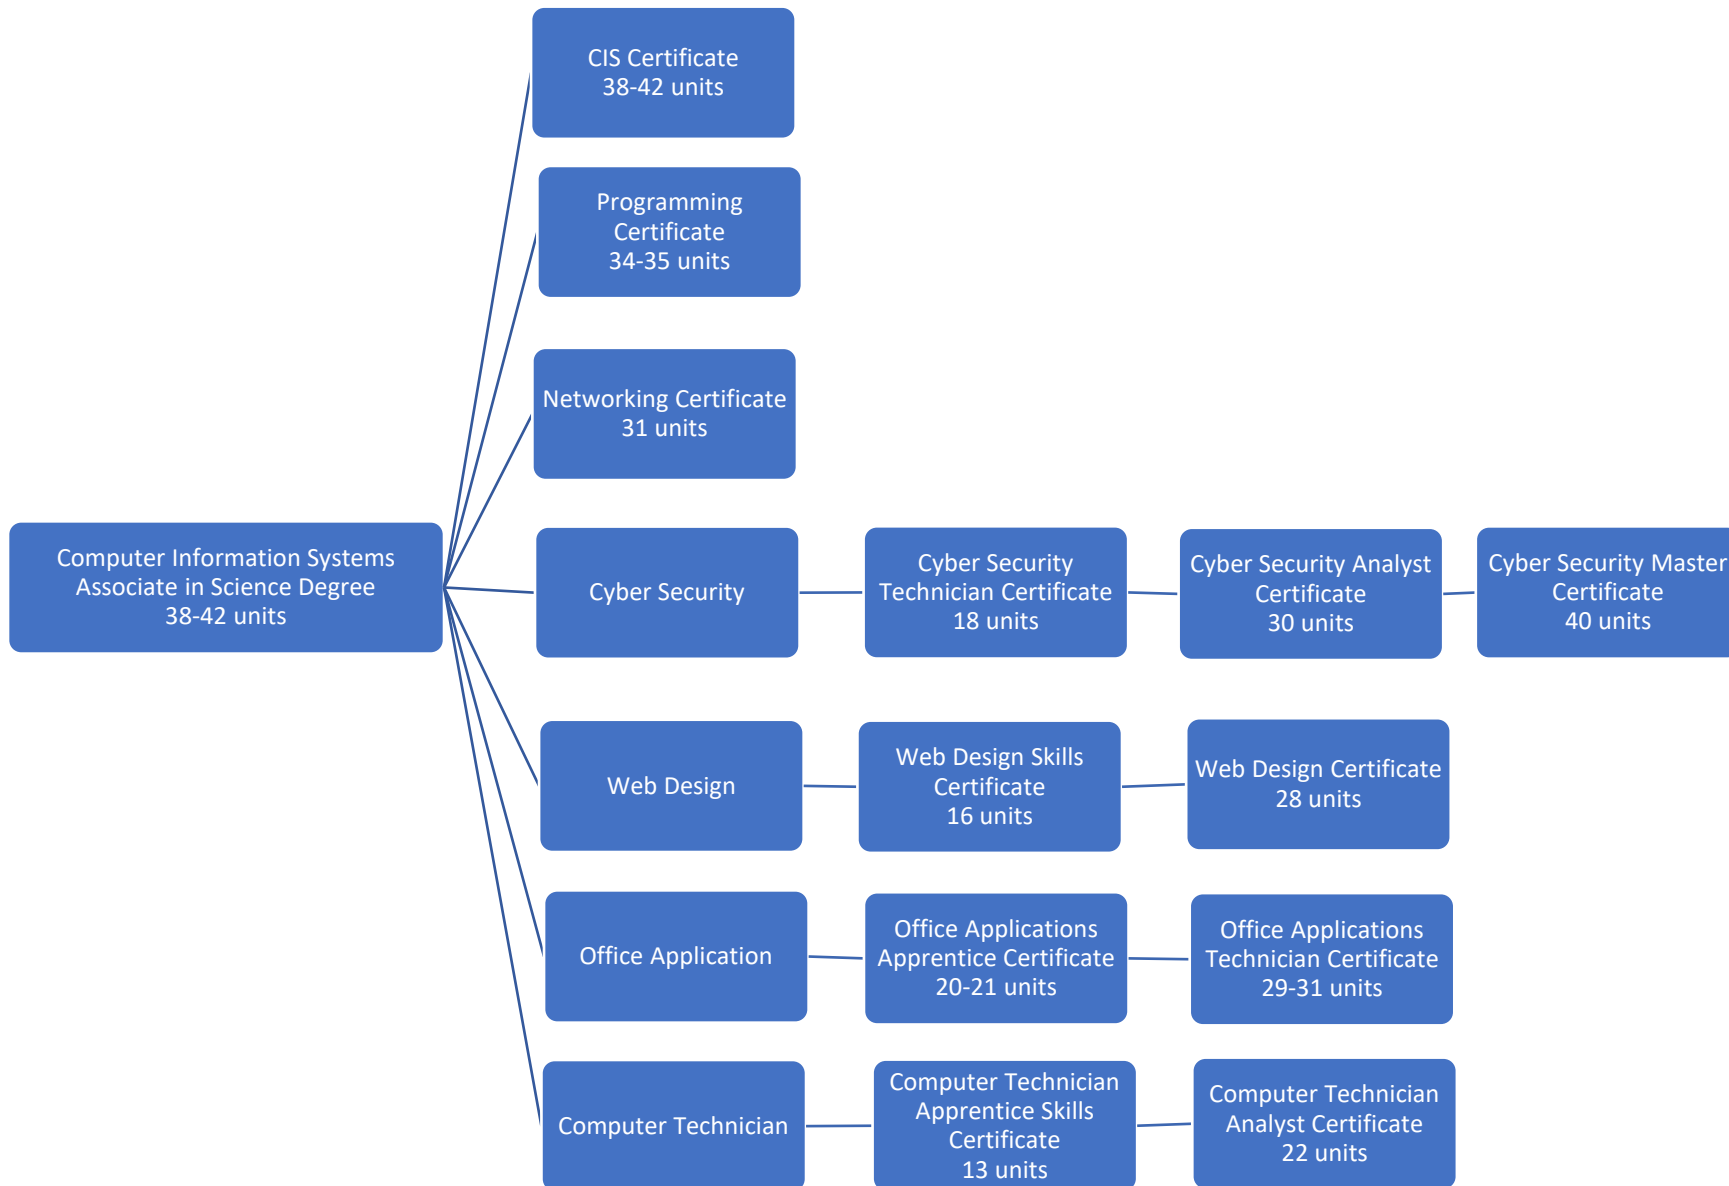 CIS Certificate
38-42 units
Programming
Certificate
34-35 units
Networking Certificate
31 units
Computer Information Systems
Associate in Science Degree
38-42 units
Cyber Security
Cyber Security
Technician Certificate
18 units
Cyber Security Analyst
Certificate
30 units
Cyber Security Master
Certificate
40 units
Web Design
Web Design Skills
Certificate
16 units
Web Design Certificate
28 units
Office Application
Office Applications
Apprentice Certificate
20-21 units
Office Applications
Technician Certificate
29-31 units
Computer Technician
Computer Technician
Apprentice Skills
Certificate
13 units
Computer Technician
Analyst Certificate
22 units